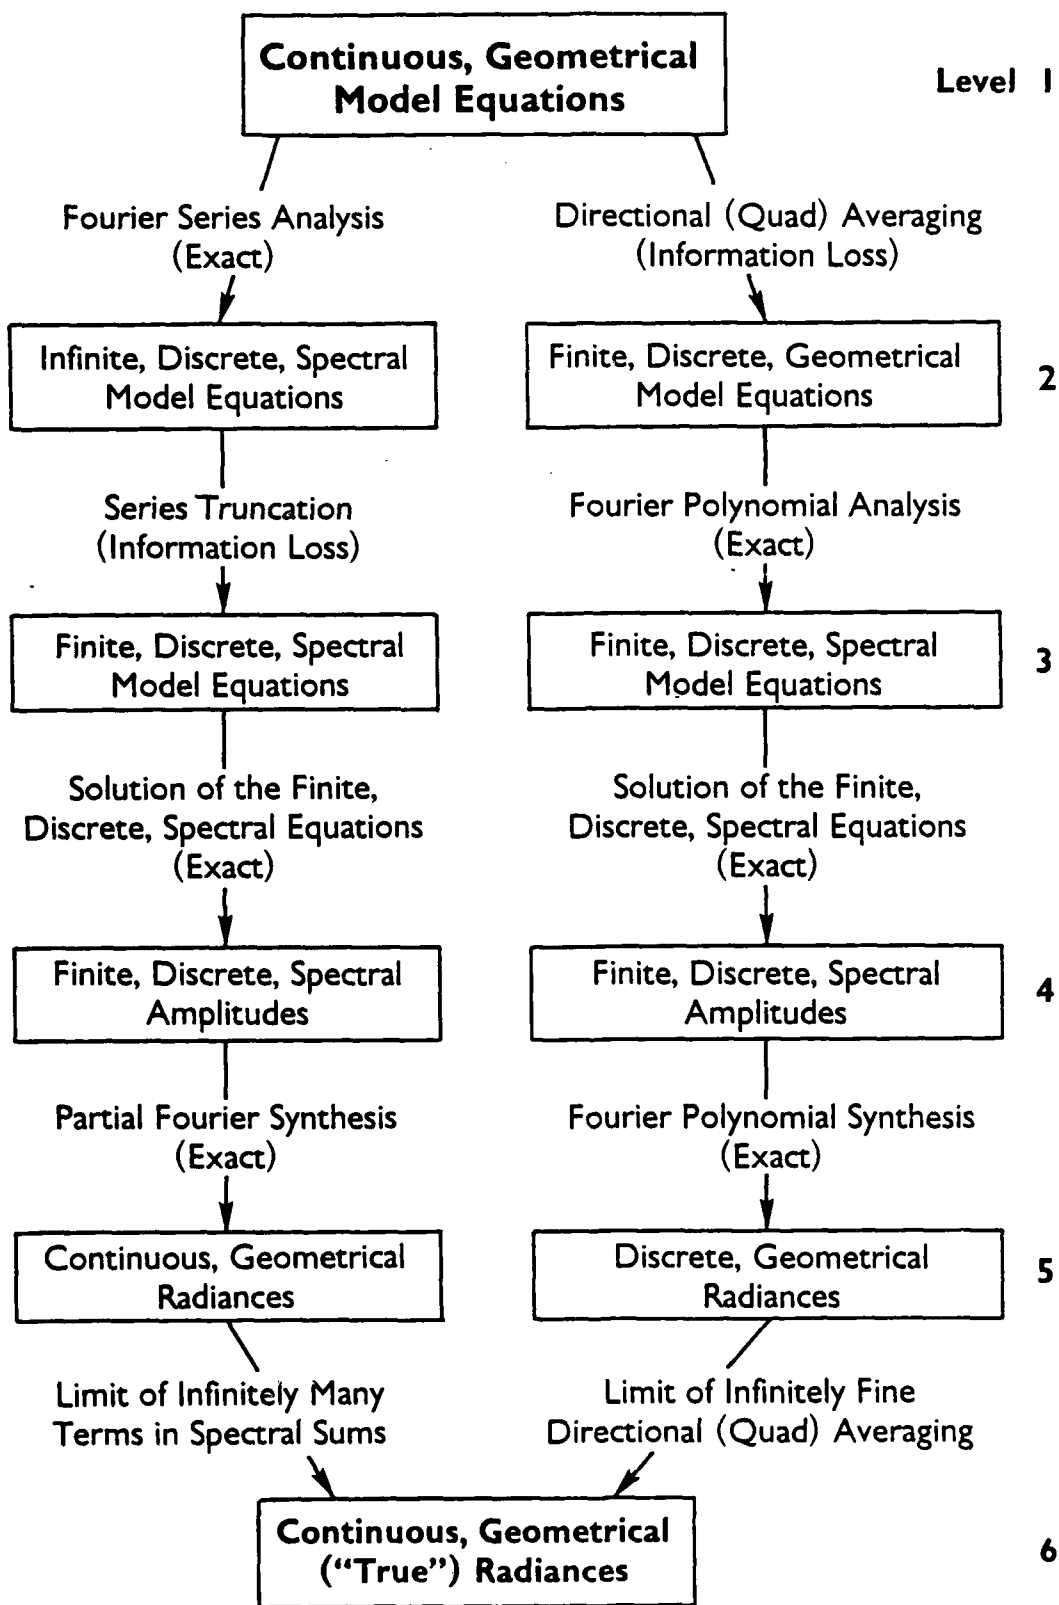 Continuous, Geometrical
Model Equations
Level 1
Fourier Series Analysis
(Exact)
Directional (Quad) Averaging
(Information Loss)
Infinite, Discrete, Spectral
Model Equations
Finite, Discrete, Geometrical
Model Equations
2
Series Truncation
(Information Loss)
Fourier Polynomial Analysis
(Exact)
Finite, Discrete, Spectral
Model Equations
Finite, Discrete, Spectral
Model Equations
3
Solution of the Finite,
Discrete, Spectral Equations
(Exact)
Solution of the Finite,
Discrete, Spectral Equations
(Exact)
Finite, Discrete, Spectral
Amplitudes
Finite, Discrete, Spectral
Amplitudes
4
Partial Fourier Synthesis
(Exact)
Fourier Polynomial Synthesis
(Exact)
Continuous, Geometrical
Radiances
Discrete, Geometrical
Radiances
5
Limit of Infinitely Many
Terms in Spectral Sums
Limit of Infinitely Fine
Directional (Quad) Averaging
Continuous, Geometrical
(“True”) Radiances
6